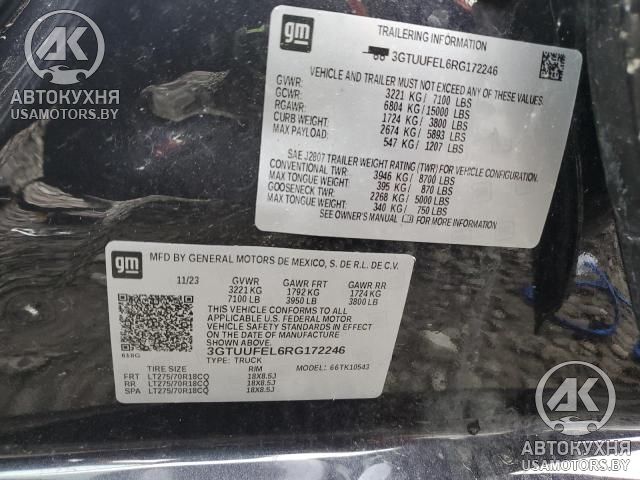 AK
АВТОКУХНЯ
USAMOTORS.BY
gm
TRAILERING INFORMATION
3GTUUFEL6RG172246
VEHICLE AND TRAILER MUST NOT EXCEED ANY OF THESE VALUES.
GVWR: 3221 KG/ 7100 LBS
GCWR: 6804 KG/15000 LBS
RGAWR: 1724 KG/ 3800 LBS
CURB WEIGHT: 2674 KG/ 5893 LBS
MAX PAYLOAD: 547 KG/ 1207 LBS
SAE J2807 TRAILER WEIGHT RATING (TWR) FOR VEHICLE CONFIGURATION.
CONVENTIONAL TWR: 3946 KG/ 8700 LBS
MAX TONGUE WEIGHT: 395 KG/ 870 LBS
GOOSENECK TWR: 2268 KG/ 5000 LBS
MAX TONGUE WEIGHT: 340 KG/ 750 LBS
SEE OWNER'S MANUAL FOR MORE INFORMATION.
gm
MFD BY GENERAL MOTORS DE MEXICO, S. DE R.L. DE C.V.
11/23 GVWR GAWR FRT GAWR RR
3221 KG 1792 KG 1724 KG
7100 LB 3950 LB 3800 LB
THIS VEHICLE CONFORMS TO ALL
APPLICABLE U.S. FEDERAL MOTOR
VEHICLE SAFETY STANDARDS IN EFFECT
ON THE DATE OF MANUFACTURE
SHOWN ABOVE.
3GTUUFEL6RG172246
618G
TYPE: TRUCK
TIRE SIZE RIM MODEL: 66TK10543
FRT LT275/70R18CQ 18X8.5J
RR LT275/70R18CQ 18X8.5J
SPA LT275/70R18CQ 18X8.5J
AK
АВТОКУХНЯ
USAMOTORS.BY